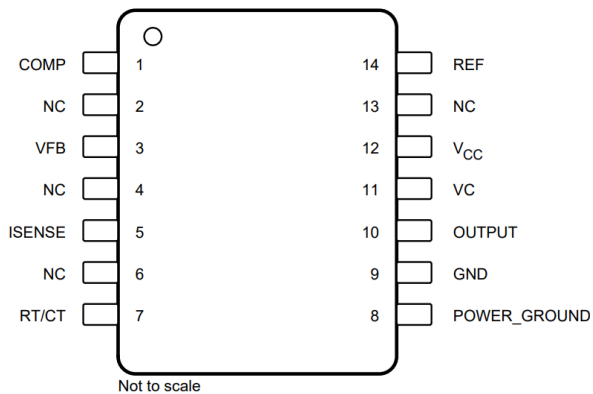 COMP 1 14 REF
NC 2 13 NC
VFB 3 12 VCC
NC 4 11 VC
ISENSE 5 10 OUTPUT
NC 6 9 GND
RT/CT 7 8 POWER_GROUND
Not to scale